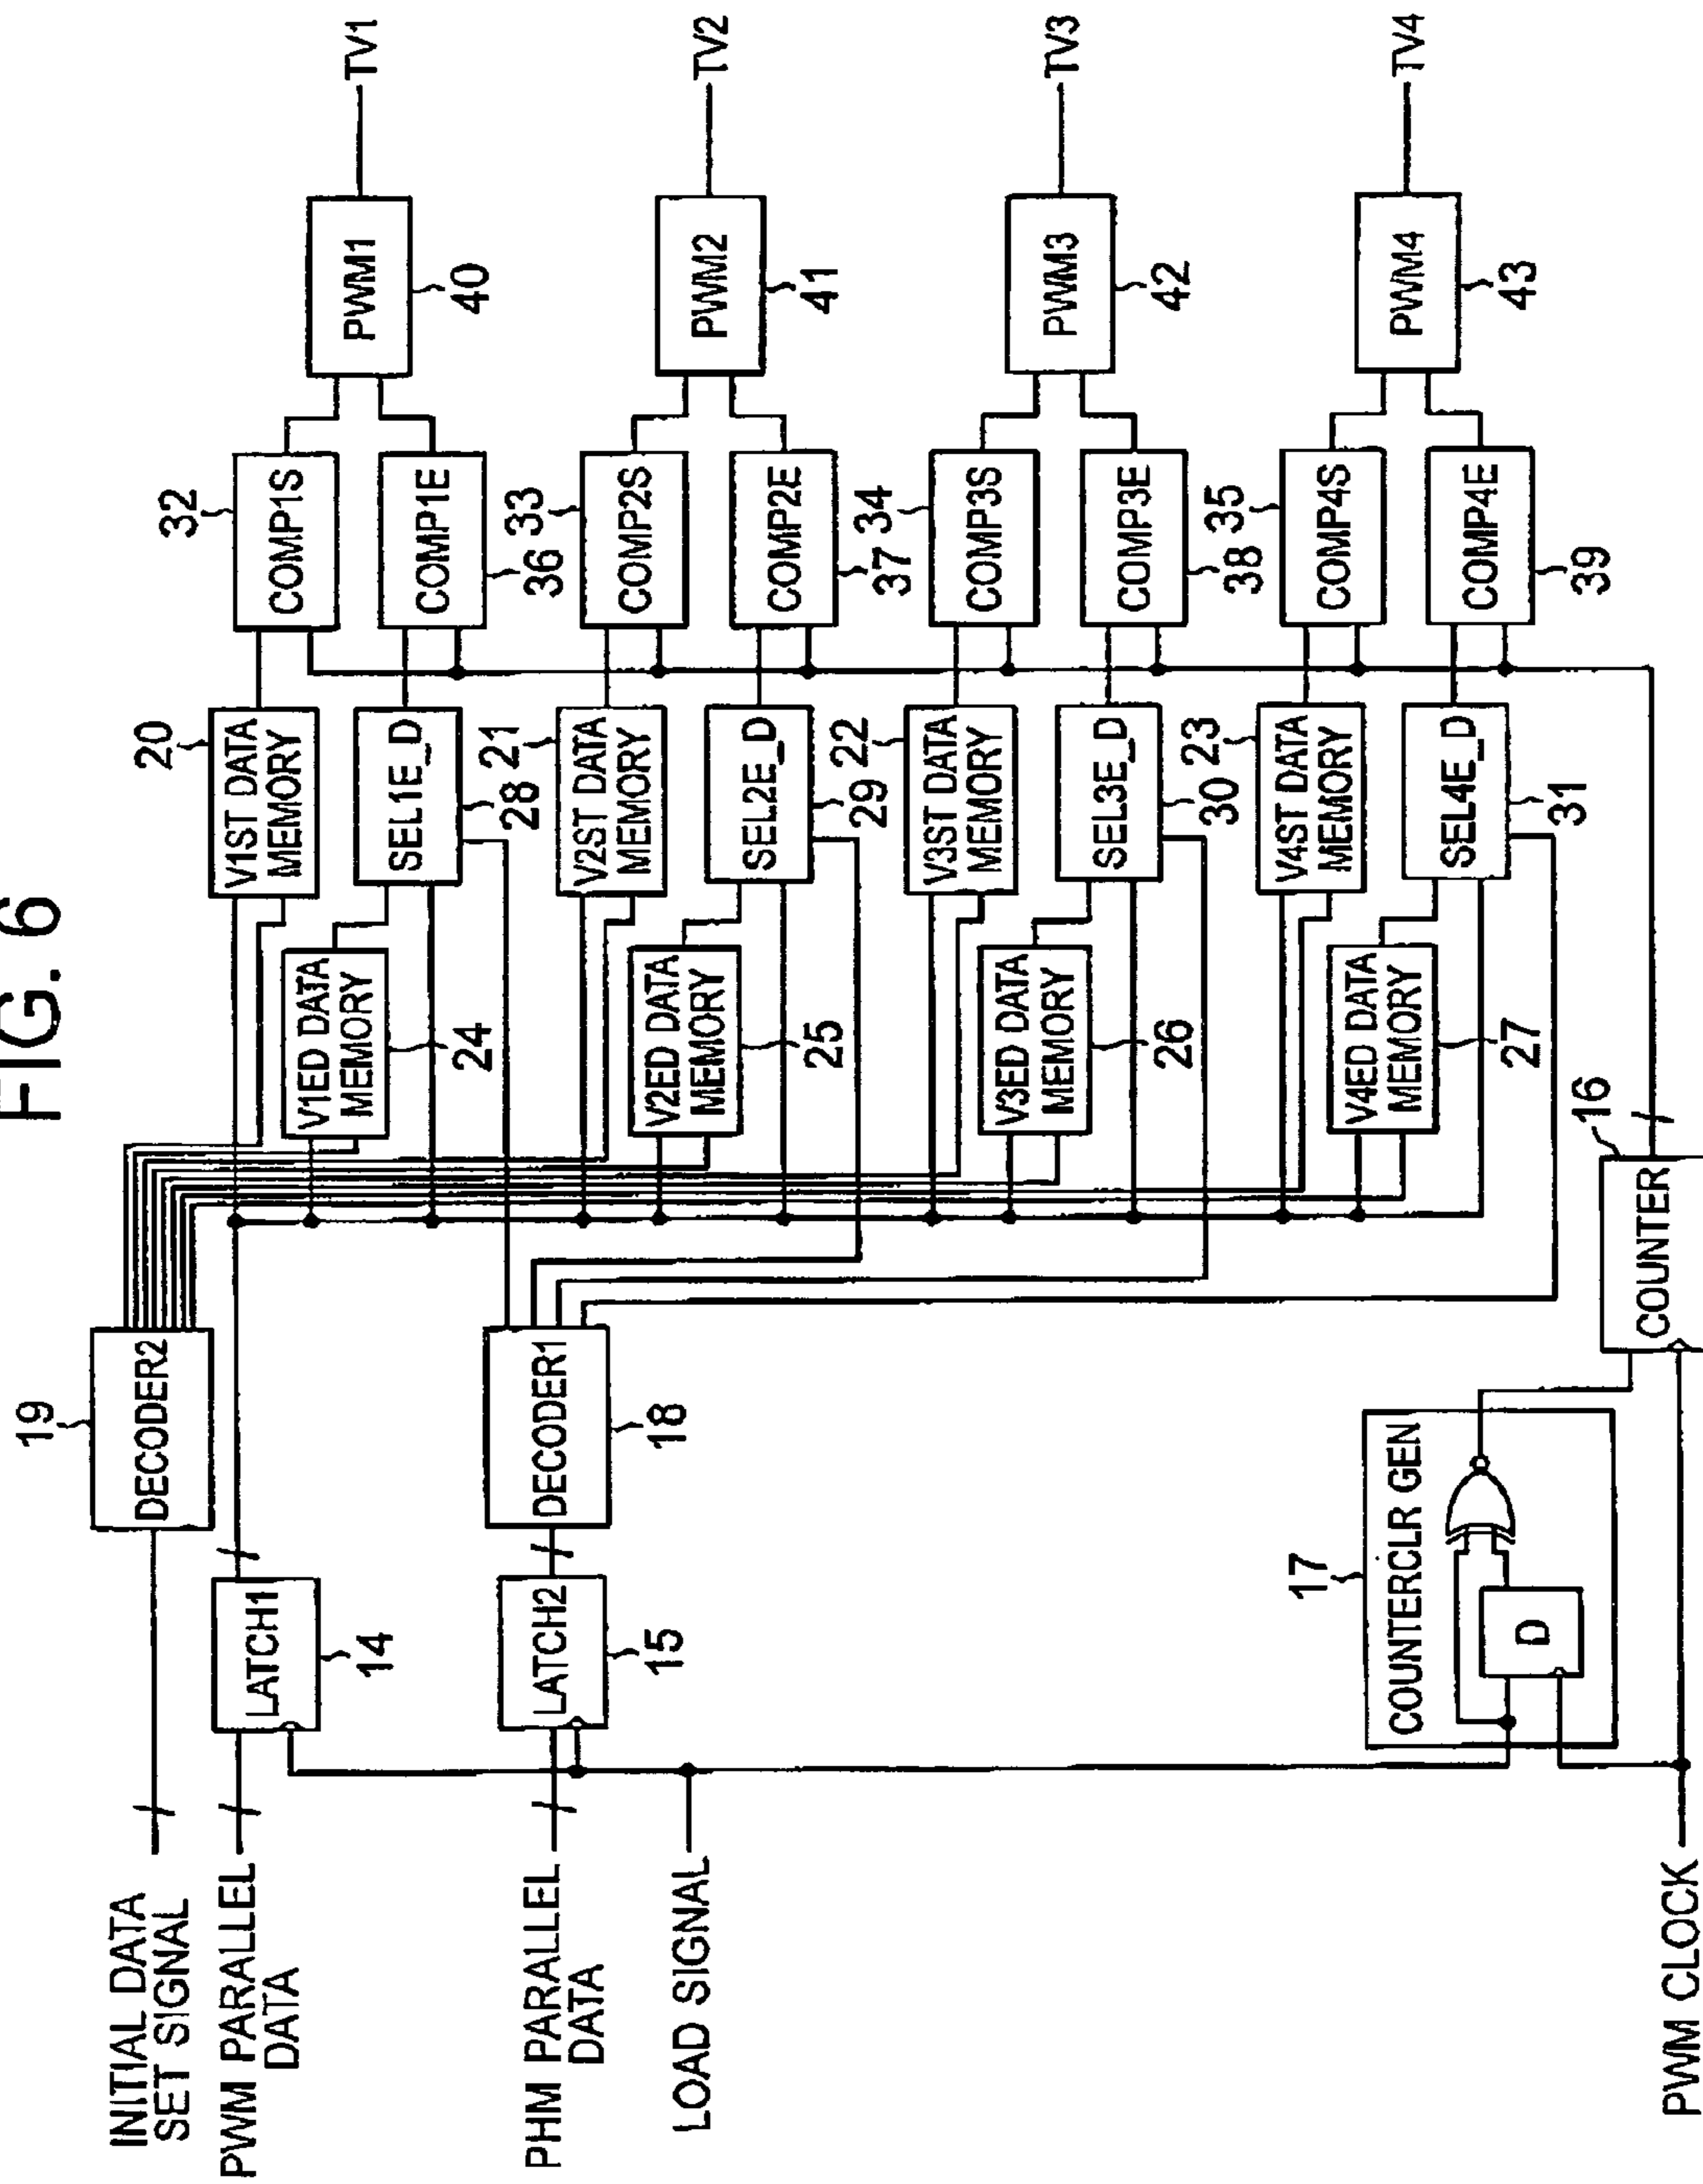 FIG. 6
INITIAL DATA
SET SIGNAL
PWM PARALLEL
DATA
PHM PARALLEL
DATA
LOAD SIGNAL
PWM CLOCK
19
DECODER2
LATCH1
14
LATCH2
15
DECODER1
18
17
COUNTERCLR GEN
D
COUNTER
16
20
V1ST DATA
MEMORY
V1ED DATA
MEMORY
24
SEL1E_D
28
21
V2ST DATA
MEMORY
V2ED DATA
MEMORY
25
SEL2E_D
29
22
V3ST DATA
MEMORY
V3ED DATA
MEMORY
26
SEL3E_D
30
23
V4ST DATA
MEMORY
V4ED DATA
MEMORY
27
SEL4E_D
31
32
COMP1S
COMP1E
36
33
COMP2S
COMP2E
37
34
COMP3S
COMP3E
38
35
COMP4S
COMP4E
39
PWM1
40
TV1
PWM2
41
TV2
PWM3
42
TV3
PWM4
43
TV4